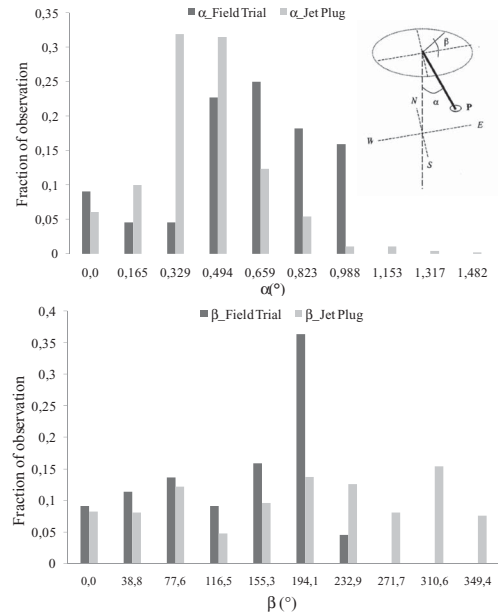 α_Field Trial α_Jet Plug
Fraction of observation
0,35
0,3
0,25
0,2
0,15
0,1
0,05
0
0,0 0,165 0,329 0,494 0,659 0,823 0,988 1,153 1,317 1,482
α(°)
β
α
P
N
E
W
S
β_Field Trial β_Jet Plug
Fraction of observation
0,4
0,35
0,3
0,25
0,2
0,15
0,1
0,05
0
0,0 38,8 77,6 116,5 155,3 194,1 232,9 271,7 310,6 349,4
β(°)